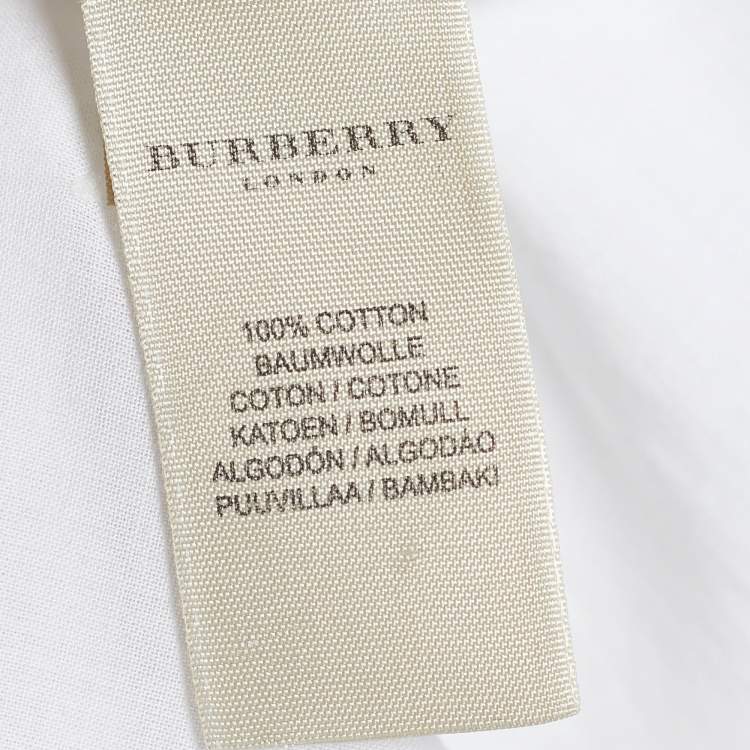 BURBERRY
LONDON
100% COTTON
BAUMWOLLE
COTON / COTONE
KATOEN / BOMULL
ALGODÓN / ALGODÃO
PUUVILLAA / BAMBAKI